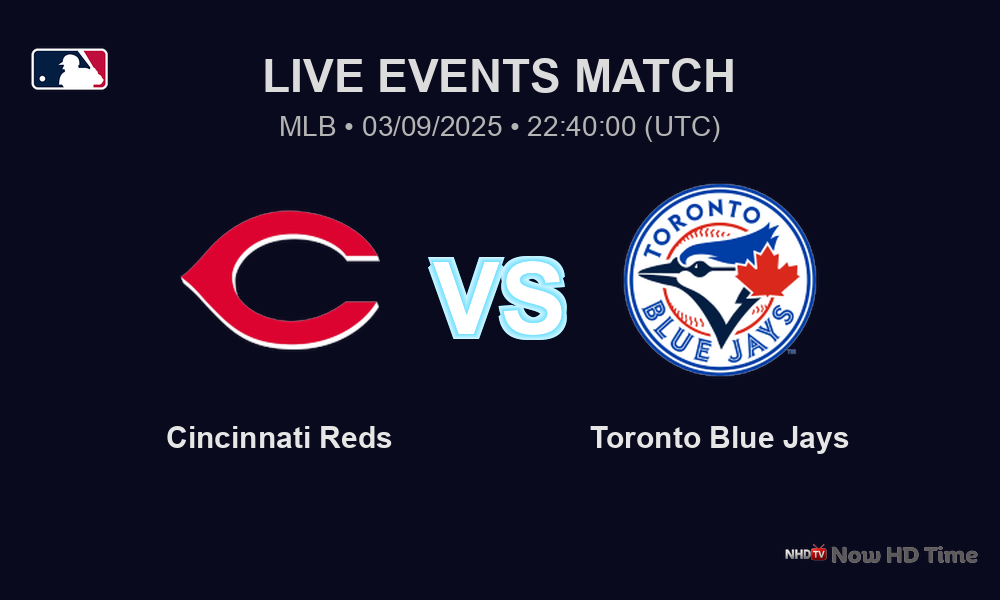 LIVE EVENTS MATCH
MLB • 03/09/2025 • 22:40:00 (UTC)
TORONTO
BLUE JAYS
TM
VS
Cincinnati Reds
Toronto Blue Jays
NHDTV Now HD Time